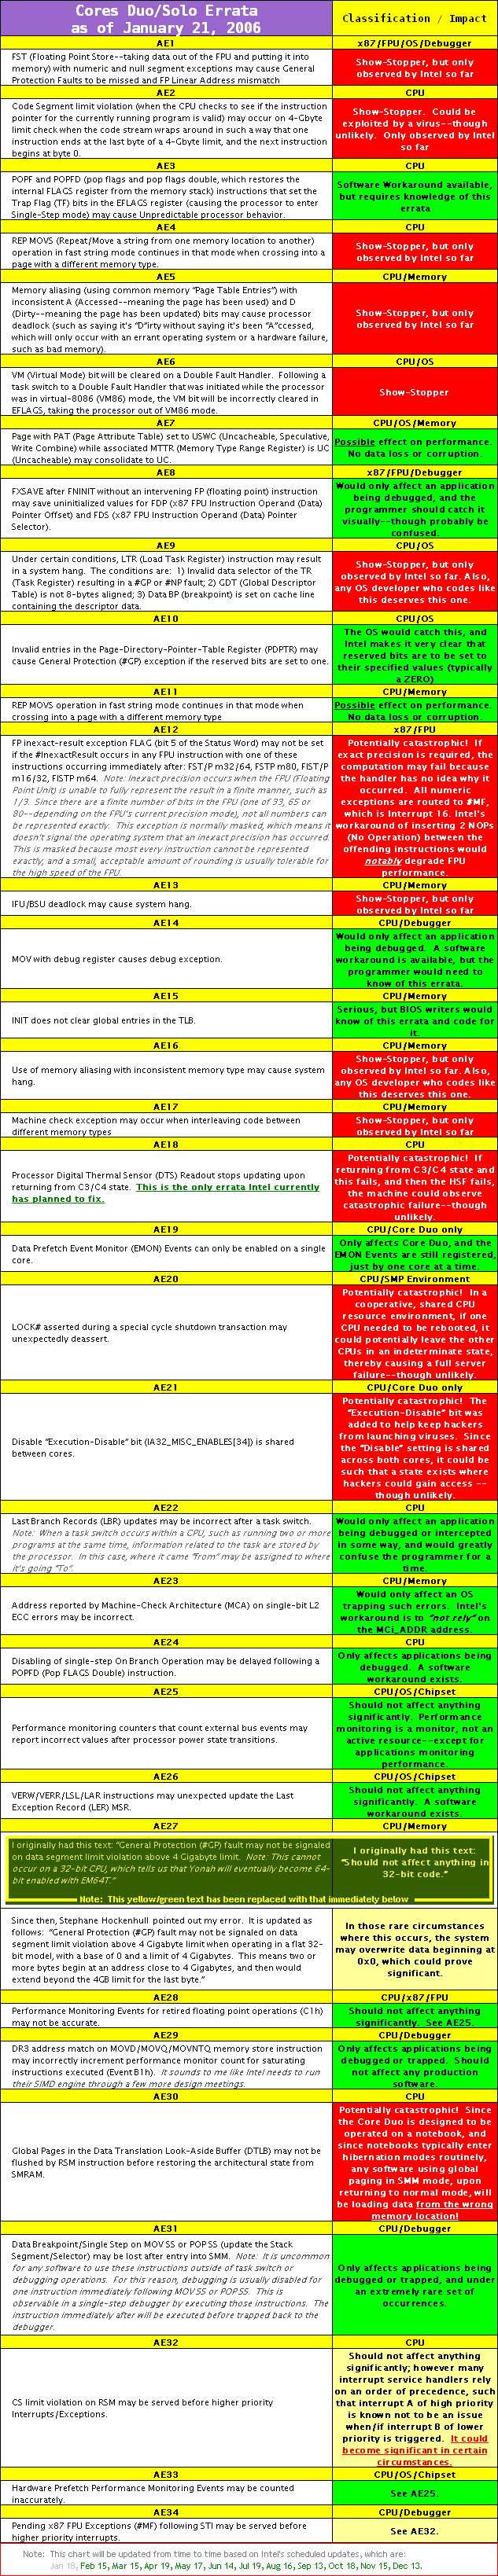 Cores Duo/Solo Errata
as of January 21, 2006
Classification / Impact
AE1
x87/FPU/OS/Debugger
FST (Floating Point Store--taking data out of the FPU and putting it into
memory) with numeric and null segment exceptions may cause General
Protection Faults to be missed and FP Linear Address mismatch
Show-Stopper, but only
observed by Intel so far
AE2
CPU
Code Segment limit violation (when the CPU checks to see if the instruction
pointer for the currently running program is valid) may occur on 4-Gbyte
limit check when the code stream wraps around in such a way that one
instruction ends at the last byte of a 4-Gbyte limit, and the next instruction
begins at byte 0.
Show-Stopper. Could be
exploited by a virus--though
unlikely. Only observed by Intel
so far
AE3
CPU
POPF and POPFD (pop flags and pop flags double, which restores the
internal FLAGS register from the memory stack) instructions that set the
Trap Flag (TF) bits in the EFLAGS register (causing the processor to enter
Single-Step mode) may cause Unpredictable processor behavior.
Software Workaround available,
but requires knowledge of this
errata
AE4
CPU
REP MOVS (Repeat/Move a string from one memory location to another)
operation in fast string mode continues in that mode when crossing into a
page with a different memory type.
Show-Stopper, but only
observed by Intel so far
AE5
CPU/Memory
Memory aliasing (using common memory "Page Table Entries") with
inconsistent A (Accessed--meaning the page has been used) and D
(Dirty--meaning the page has been updated) bits may cause processor
deadlock (such as saying it's "D"irty without saying it's been "A"ccessed,
which will only occur with an errant operating system or a hardware failure,
such as bad memory).
Show-Stopper, but only
observed by Intel so far
AE6
CPU/OS
VM (Virtual Mode) bit will be cleared on a Double Fault Handler. Following a
task switch to a Double Fault Handler that was initiated while the processor
was in virtual-8086 (VM86) mode, the VM bit will be incorrectly cleared in
EFLAGS, taking the processor out of VM86 mode.
Show-Stopper
AE7
CPU/OS/Memory
Page with PAT (Page Attribute Table) set to USWC (Uncacheable, Speculative,
Write Combine) while associated MTTR (Memory Type Range Register) is UC
(Uncacheable) may consolidate to UC.
Possible effect on performance.
No data loss or corruption.
AE8
x87/FPU/Debugger
FXSAVE after FNINIT without an intervening FP (floating point) instruction
may save uninitialized values for FDP (x87 FPU Instruction Operand (Data)
Pointer Offset) and FDS (x87 FPU Instruction Operand (Data) Pointer
Selector).
Would only affect an application
being debugged, and the
programmer should catch it
visually--though probably be
confused.
AE9
CPU/OS
Under certain conditions, LTR (Load Task Register) instruction may result
in a system hang. The conditions are: 1) Invalid data selector of the TR
(Task Register) resulting in a #GP or #NP fault; 2) GDT (Global Descriptor
Table) is not 8-bytes aligned; 3) Data BP (breakpoint) is set on cache line
containing the descriptor data.
Show-Stopper, but only
observed by Intel so far. Also,
any OS developer who codes like
this deserves this one.
AE10
CPU/OS
Invalid entries in the Page-Directory-Pointer-Table Register (PDPTR) may
cause General Protection (#GP) exception if the reserved bits are set to one.
The OS would catch this, and
Intel makes it very clear that
reserved bits are to be set to
their specified values (typically
a ZERO)
AE11
CPU/Memory
REP MOVS operation in fast string mode continues in that mode when
crossing into a page with a different memory type
Possible effect on performance.
No data loss or corruption.
AE12
x87/FPU
FP inexact-result exception FLAG (bit 5 of the Status Word) may not be set
if the #InexactResult occurs in any FPU instruction with one of these
instructions occurring immediately after: FST/P m32/64, FSTP m80, FIST/P
m16/32, FISTP m64. Note: Inexact precision occurs when the FPU (Floating
Point Unit) is unable to fully represent the result in a finite manner, such as
1/3. Since there are a finite number of bits in the FPU (one of 33, 65 or
80--depending on the FPU's current precision mode), not all numbers can
be represented exactly. This exception is normally masked, which means it
doesn't signal the operating system that an inexact precision has occurred.
This is masked because most every instruction cannot be represented
exactly, and a small, acceptable amount of rounding is usually tolerable for
the high speed of the FPU.
Potentially catastrophic! If
exact precision is required, the
computation may fail because
the handler has no idea why it
occurred. All numeric
exceptions are routed to #MF,
which is Interrupt 16. Intel's
workaround of inserting 2 NOPs
(No Operation) between the
offending instructions would
notably degrade FPU
performance.
AE13
CPU/Memory
IFU/BSU deadlock may cause system hang.
Show-Stopper, but only
observed by Intel so far
AE14
CPU/Debugger
MOV with debug register causes debug exception.
Would only affect an application
being debugged. A software
workaround is available, but the
programmer would need to
know of this errata.
AE15
CPU/Memory
INIT does not clear global entries in the TLB.
Serious, but BIOS writers would
know of this errata and code for
it.
AE16
CPU/Memory
Use of memory aliasing with inconsistent memory type may cause system
hang.
Show-Stopper, but only
observed by Intel so far. Also,
any OS developer who codes like
this deserves this one.
AE17
CPU/Memory
Machine check exception may occur when interleaving code between
different memory types
Show-Stopper, but only
observed by Intel so far
AE18
CPU
Processor Digital Thermal Sensor (DTS) Readout stops updating upon
returning from C3/C4 state. This is the only errata Intel currently
has planned to fix.
Potentially catastrophic! If
returning from C3/C4 state and
this fails, and then the HSF fails,
the machine could observe
catastrophic failure--though
unlikely.
AE19
CPU/Core Duo only
Data Prefetch Event Monitor (EMON) Events can only be enabled on a single
core.
Only affects Core Duo, and the
EMON Events are still registered,
just by one core at a time.
AE20
CPU/SMP Environment
LOCK# asserted during a special cycle shutdown transaction may
unexpectedly deassert.
Potentially catastrophic! In a
cooperative, shared CPU
resource environment, if one
CPU needed to be rebooted, it
could potentially leave the other
CPUs in an indeterminate state,
thereby causing a full server
failure--though unlikely.
AE21
CPU/Core Duo only
Disable "Execution-Disable" bit (IA32_MISC_ENABLES[34]) is shared
between cores.
Potentially catastrophic! The
"Execution-Disable" bit was
added to help keep hackers
from launching viruses. Since
the "Disable" setting is shared
across both cores, it could be
such that a state exists where
hackers could gain access --
though unlikely.
AE22
CPU
Last Branch Records (LBR) updates may be incorrect after a task switch.
Note: When a task switch occurs within a CPU, such as running two or more
programs at the same time, information related to the task are stored by
the processor. In this case, where it came "from" may be assigned to where
it's going "To".
Would only affect an application
being debugged or intercepted
in some way, and would greatly
confuse the programmer for a
time.
AE23
CPU/Memory
Address reported by Machine-Check Architecture (MCA) on single-bit L2
ECC errors may be incorrect.
Would only affect an OS
trapping such errors. Intel's
workaround is to "not rely" on
the MCi_ADDR address.
AE24
CPU
Disabling of single-step On Branch Operation may be delayed following a
POPFD (Pop FLAGS Double) instruction.
Only affects applications being
debugged. A software
workaround exists.
AE25
CPU/OS/Chipset
Performance monitoring counters that count external bus events may
report incorrect values after processor power state transitions.
Should not affect anything
significantly. Performance
monitoring is a monitor, not an
active resource--except for
applications monitoring
performance.
AE26
CPU/OS/Chipset
VERW/VERR/LSL/LAR instructions may unexpected update the Last
Exception Record (LER) MSR.
Should not affect anything
significantly. A software
workaround exists.
AE27
CPU/Memory
I originally had this text: "General Protection (#GP) fault may not be signaled
on data segment limit violation above 4 Gigabyte limit. Note: This cannot
occur on a 32-bit CPU, which tells us that Yonah will eventually become 64-
bit enabled with EM64T."
I originally had this text:
"Should not affect anything in
32-bit code."
Note: This yellow/green text has been replaced with that immediately below
Since then, Stephane Hockenhull pointed out my error. It is updated as
follows: "General Protection (#GP) fault may not be signaled on data
segment limit violation above 4 Gigabyte limit when operating in a flat 32-
bit model, with a base of 0 and a limit of 4 Gigabytes. This means two or
more bytes begin at an address close to 4 Gigabytes, and then would
extend beyond the 4GB limit for the last byte."
In those rare circumstances
where this occurs, the system
may overwrite data beginning at
0x0, which could prove
significant.
AE28
CPU/x87/FPU
Performance Monitoring Events for retired floating point operations (C1h)
may not be accurate.
Should not affect anything
significantly. See AE25.
AE29
CPU/Debugger
DR3 address match on MOVD/MOVQ/MOVNTQ memory store instruction
may incorrectly increment performance monitor count for saturating
instructions executed (Event B1h). It sounds to me like Intel needs to run
their SIMD engine through a few more design meetings.
Only affects applications being
debugged or trapped. Should
not affect any production
software.
AE30
CPU
Global Pages in the Data Translation Look-Aside Buffer (DTLB) may not be
flushed by RSM instruction before restoring the architectural state from
SMRAM.
Potentially catastrophic! Since
the Core Duo is designed to be
operated on a notebook, and
since notebooks typically enter
hibernation modes routinely,
any software using global
paging in SMM mode, upon
returning to normal mode, will
be loading data from the wrong
memory location!
AE31
CPU/Debugger
Data Breakpoint/Single Step on MOV SS or POP SS (update the Stack
Segment/Selector) may be lost after entry into SMM. Note: It is uncommon
for any software to use these instructions outside of task switch or
debugging operations. For this reason, debugging is usually disabled for
one instruction immediately following MOV SS or POP SS. This is
observable in a single-step debugger by executing those instructions. The
instruction immediately after will be executed before trapped back to the
debugger.
Only affects applications being
debugged or trapped, and under
an extremely rare set of
occurrences.
AE32
CPU
CS limit violation on RSM may be served before higher priority
Interrupts/Exceptions.
Should not affect anything
significantly; however many
interrupt service handlers rely
on an order of precedence, such
that interrupt A of high priority
is known not to be an issue
when/if interrupt B of lower
priority is triggered. It could
become significant in certain
circumstances.
AE33
CPU/OS/Chipset
Hardware Prefetch Performance Monitoring Events may be counted
inaccurately.
See AE25.
AE34
CPU/Debugger
Pending x87 FPU Exceptions (#MF) following STI may be served before
higher priority interrupts.
See AE32.
Note: This chart will be updated from time to time based on Intel's scheduled updates, which are:
Jan 18, Feb 15, Mar 15, Apr 19, May 17, Jun 14, Jul 19, Aug 16, Sep 13, Oct 18, Nov 15, Dec 13.